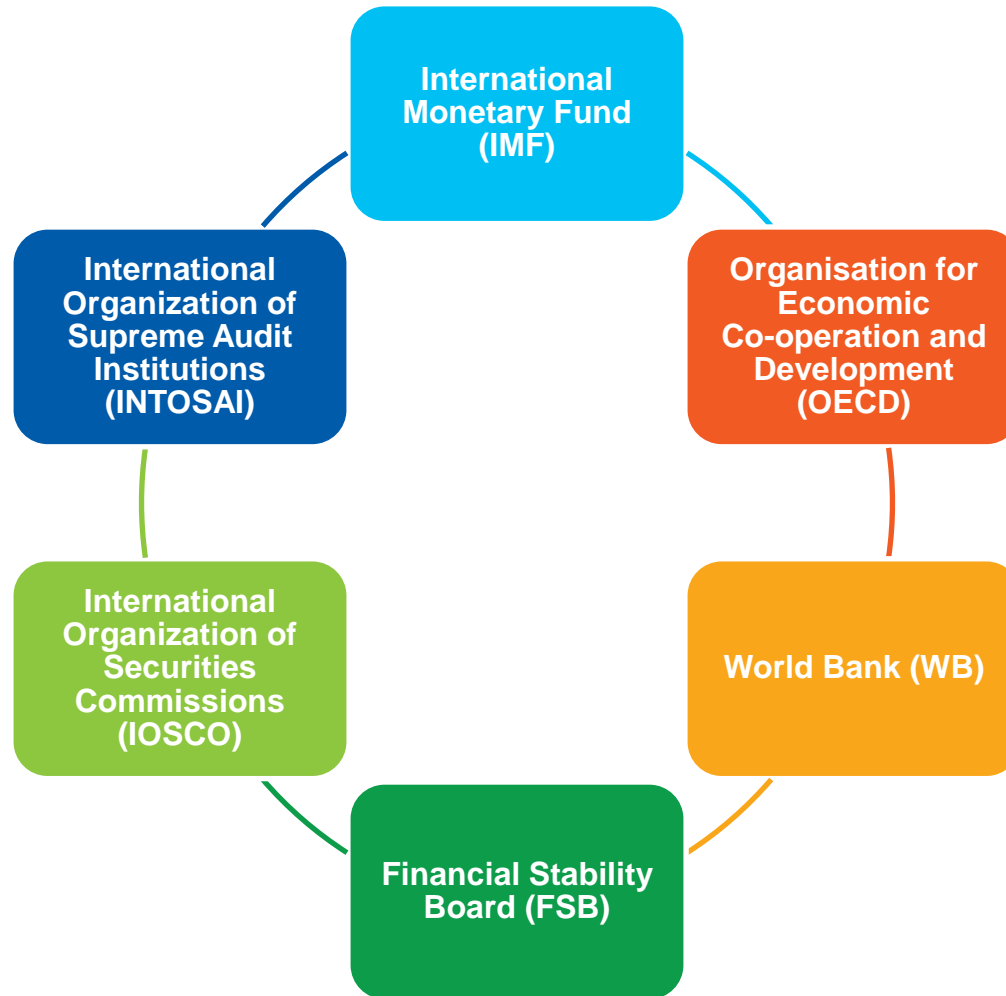 International
Monetary Fund
(IMF)
Organisation for
Economic
Co-operation and
Development
(OECD)
World Bank (WB)
Financial Stability
Board (FSB)
International
Organization of
Securities
Commissions
(IOSCO)
International
Organization of
Supreme Audit
Institutions
(INTOSAI)